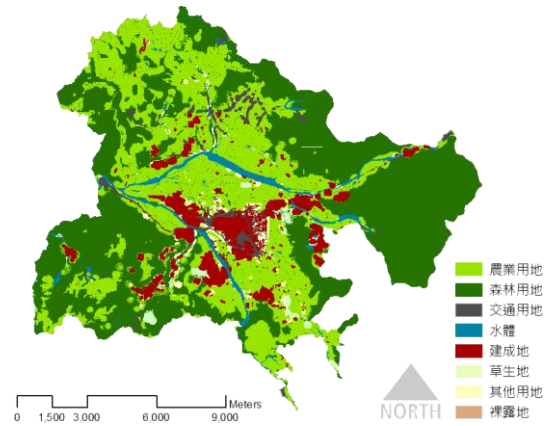 農業用地
森林用地
交通用地
水體
建成地
草生地
其他用地
裸露地
NORTH
Meters
0 1,500 3,000 6,000 9,000